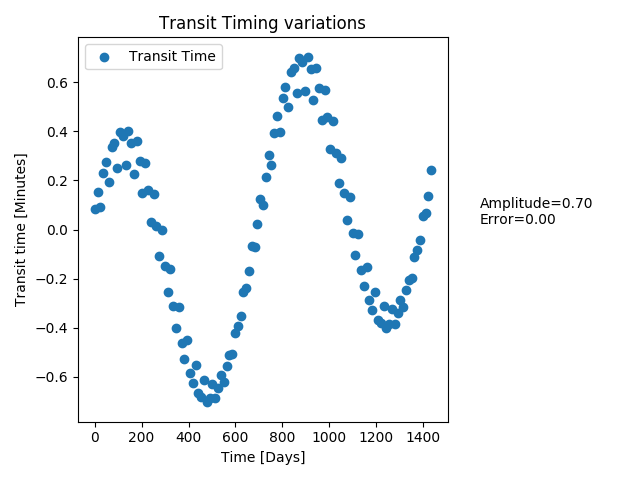 Transit Timing variations
Transit Time
Transit time [Minutes]
0.6
0.4
0.2
0.0
−0.2
−0.4
−0.6
0 200 400 600 800 1000 1200 1400
Time [Days]
Amplitude=0.70
Error=0.00